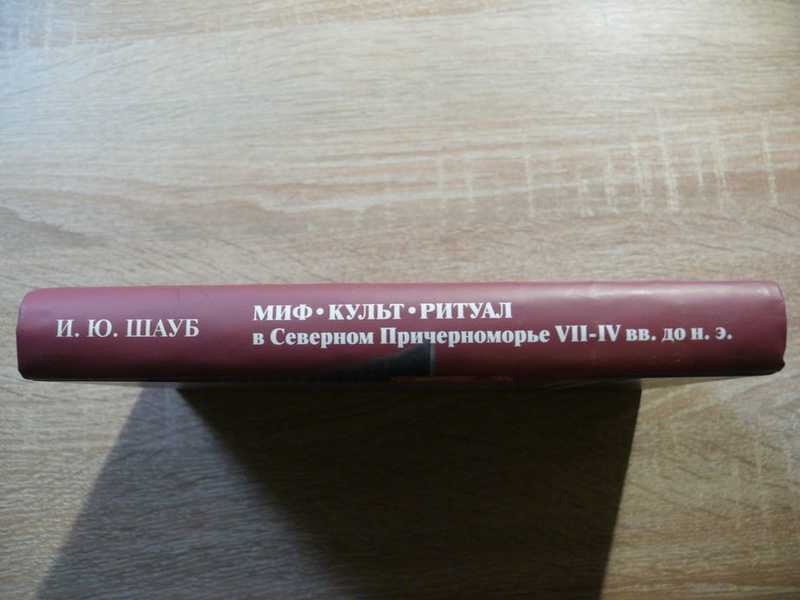 И. Ю. ШАУБ
МИФ • КУЛЬТ • РИТУАЛ
в Северном Причерноморье VII-IV вв. до н. э.